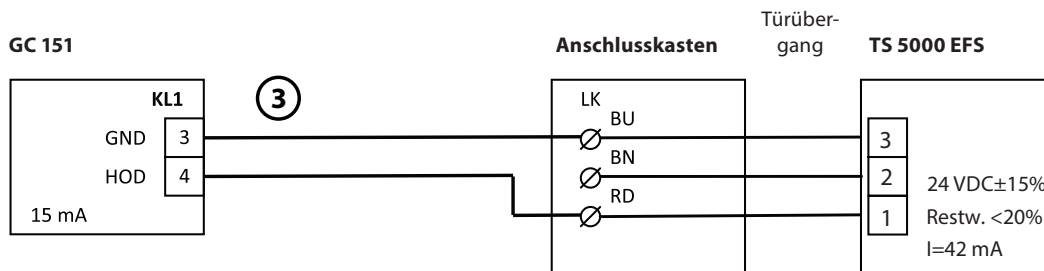 GC 151
Anschlusskasten
Türüber-
gang
TS 5000 EFS
KL1
3
LK
GND 3
BU
3
HOD 4
BN
2
RD
1
15 mA
24 VDC±15%
Restw. <20%
I=42 mA